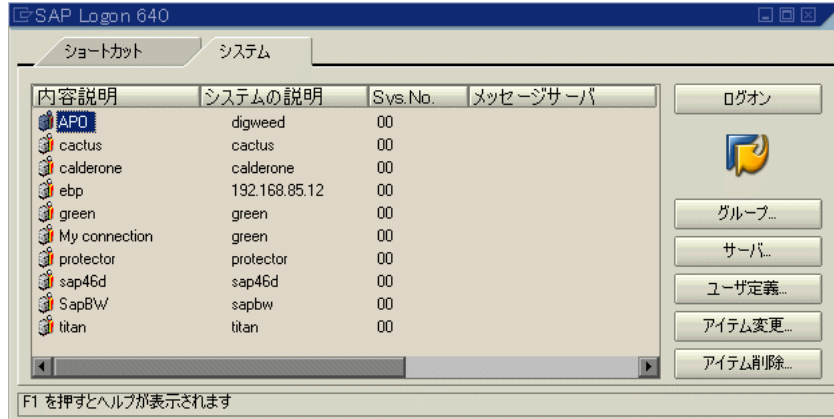 SAP Logon 640
ショートカット システム
内容説明 システムの説明 Sys.No. メッセージサーバ
APO digweed 00
cactus cactus 00
calderone calderone 00
ebp 192.168.85.12 00
green green 00
My connection green 00
protector protector 00
sap46d sap46d 00
SapBW sapbw 00
titan titan 00
ログオン
グループ...
サーバ...
ユーザ定義...
アイテム変更...
アイテム削除...
F1 を押すとヘルプが表示されます